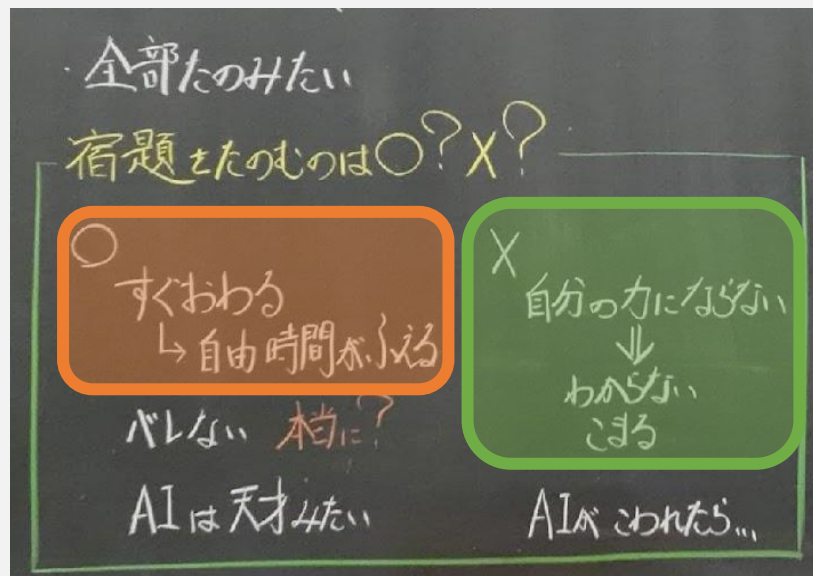 ・全部たのみたい
宿題をたのむのは○?X?
○
すぐおわる
↳自由時間がふえる
バレない 本当に?
AIは天才みたい
X
自分の力にならない
⇓
わからない
こまる
AIが こわれたら…